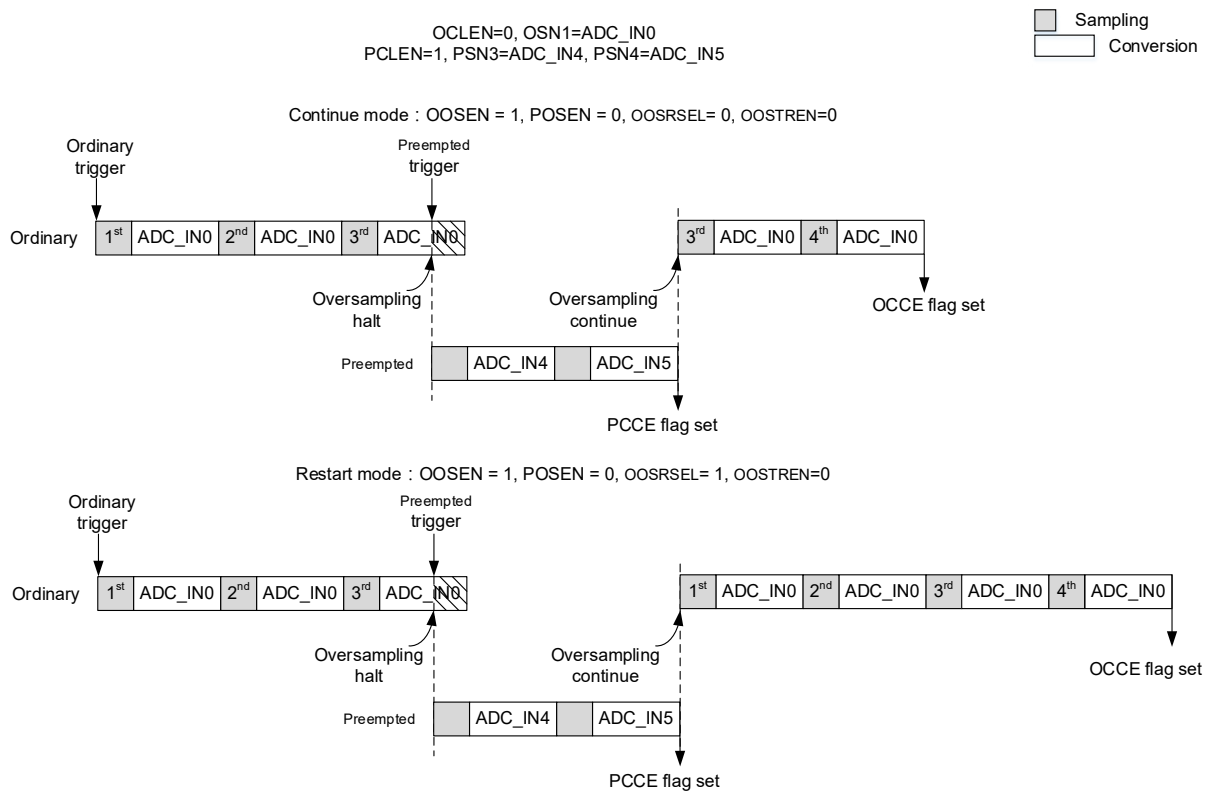 OCLEN=0, OSN1=ADC_IN0
PCLEN=1, PSN3=ADC_IN4, PSN4=ADC_IN5
Sampling
Conversion
Continue mode : OOSEN = 1, POSEN = 0, OOSRSEL= 0, OOSTREN=0
Ordinary
trigger
Preempted
trigger
Ordinary
1st ADC_IN0 2nd ADC_IN0 3rd ADC_IN0
3rd ADC_IN0 4th ADC_IN0
Oversampling
halt
Oversampling
continue
OCCE flag set
Preempted
ADC_IN4 ADC_IN5
PCCE flag set
Restart mode : OOSEN = 1, POSEN = 0, OOSRSEL= 1, OOSTREN=0
Ordinary
trigger
Preempted
trigger
Ordinary
1st ADC_IN0 2nd ADC_IN0 3rd ADC_IN0
1st ADC_IN0 2nd ADC_IN0 3rd ADC_IN0 4th ADC_IN0
Oversampling
halt
Oversampling
continue
OCCE flag set
Preempted
ADC_IN4 ADC_IN5
PCCE flag set